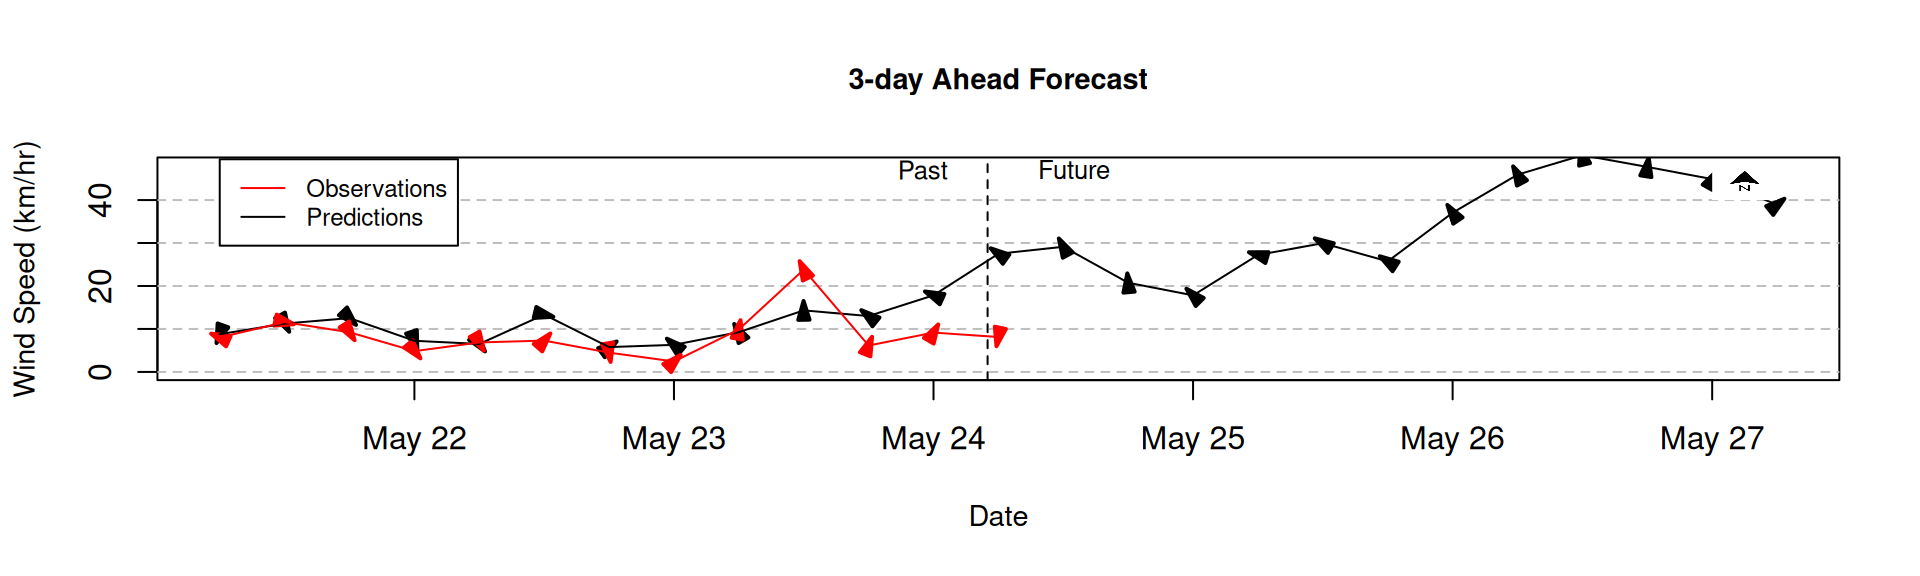 3-day Ahead Forecast
Wind Speed (km/hr)
40
20
0
Observations
Predictions
Past
Future
N
May 22
May 23
May 24
May 25
May 26
May 27
Date